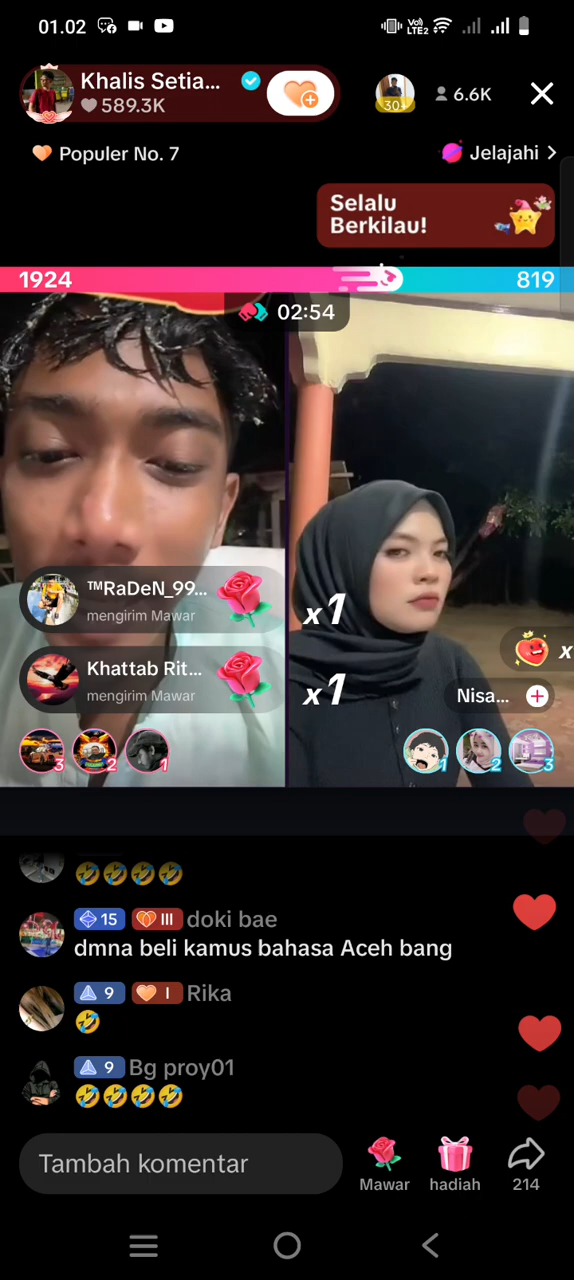 01.02
Vo)) LTE2
Khalis Setia...
589.3K
30+
6.6K
Populer No. 7
Jelajahi >
Selalu
Berkilau!
1924
819
02:54
™RaDeN_99...
mengirim Mawar
x1
x
Khattab Rit...
mengirim Mawar
x1
Nisa...
3
2
1
1
2
3
15 III doki bae
dmna beli kamus bahasa Aceh bang
9 I Rika
🤣
9 Bg proy01
🤣🤣🤣🤣
Tambah komentar
Mawar
hadiah
214